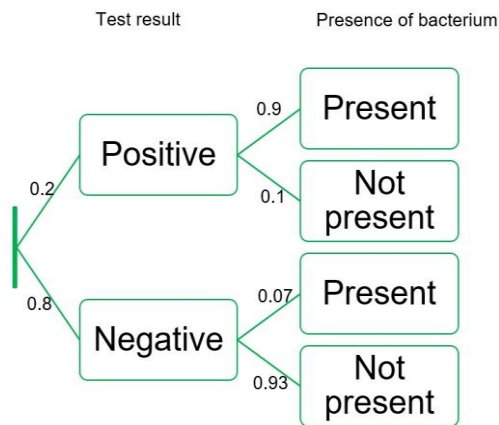 Test result
Presence of bacterium
0.9
Present
Positive
0.2
0.1
Not
present
0.8
0.07
Present
Negative
0.93
Not
present